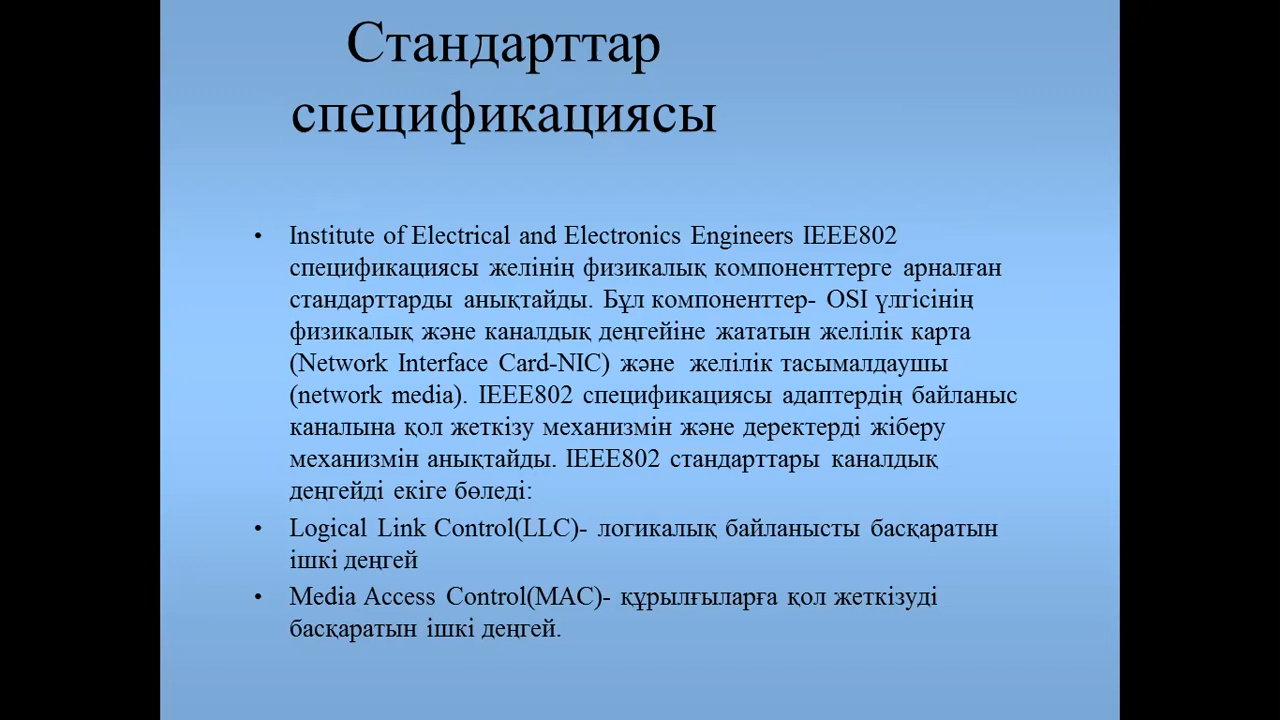 Стандарттар
спецификациясы
• Institute of Electrical and Electronics Engineers IEEE802
спецификациясы желінің физикалық компоненттерге арналған
стандарттарды анықтайды. Бұл компоненттер- OSI үлгісінің
физикалық және каналдық деңгейіне жататын желілік карта
(Network Interface Card-NIC) және желілік тасымалдаушы
(network media). IEEE802 спецификациясы адаптердің байланыс
каналына қол жеткізу механизмін және деректерді жіберу
механизмін анықтайды. IEEE802 стандарттары каналдық
деңгейді екіге бөледі:
• Logical Link Control(LLC)- логикалық байланысты басқаратын
ішкі деңгей
• Media Access Control(MAC)- құрылғыларға қол жеткізуді
басқаратын ішкі деңгей.